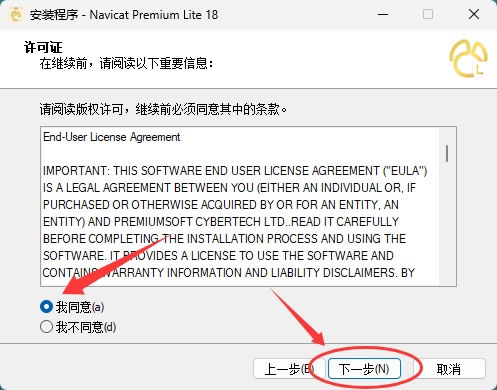 安装程序 - Navicat Premium Lite 18
许可证
在继续前，请阅读以下重要信息：
L
请阅读版权许可，继续前必须同意其中的条款。
End-User License Agreement
IMPORTANT: THIS SOFTWARE END USER LICENSE AGREEMENT ("EULA")
IS A LEGAL AGREEMENT BETWEEN YOU (EITHER AN INDIVIDUAL OR, IF
PURCHASED OR OTHERWISE ACQUIRED BY OR FOR AN ENTITY, AN
ENTITY) AND PREMIUMSOFT CYBERTECH LTD..READ IT CAREFULLY
BEFORE COMPLETING THE INSTALLATION PROCESS AND USING THE
SOFTWARE. IT PROVIDES A LICENSE TO USE THE SOFTWARE AND
CONTAINS WARRANTY INFORMATION AND LIABILITY DISCLAIMERS. BY
我同意(a)
我不同意(d)
上一步(B) 下一步(N) 取消